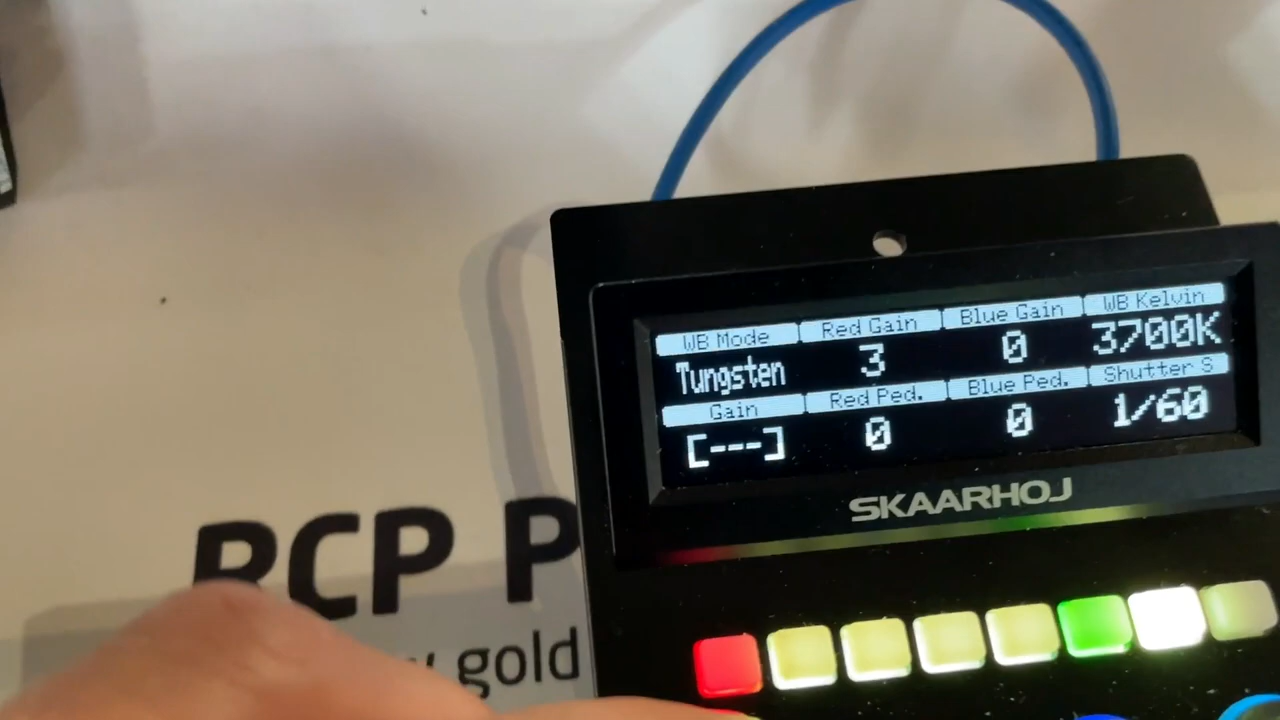 WB Mode Red Gain Blue Gain WB Kelvin
Tungsten 3 0 3700K
Gain Red Ped. Blue Ped. Shutter S
[---] 0 0 1/60
SKAARHOJ
RCP P
gold